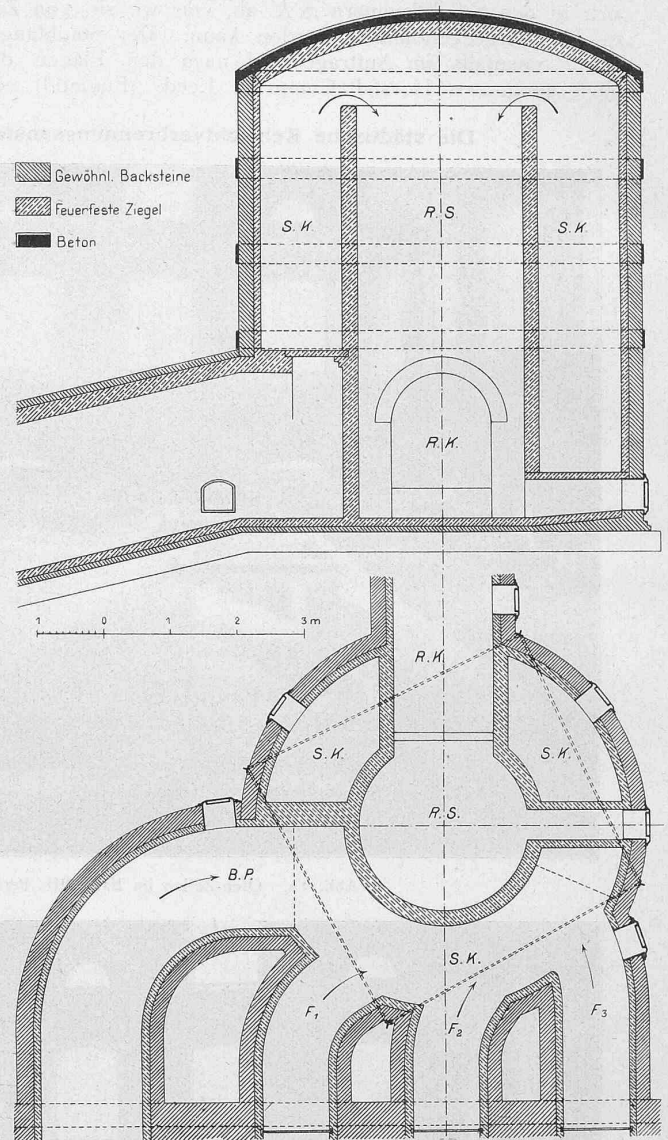 Gewöhnl. Backsteine
Feuerfeste Ziegel
Beton
S. K.
R. S.
S. K.
R. K.
1 0 1 2 3 m
R. K.
S. K.
S. K.
R. S.
B. P.
S. K.
F₁
F₂
F₃